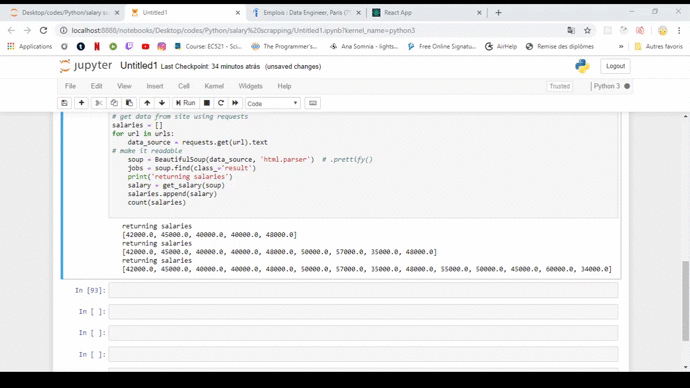 Desktop/codes/Python/salary s
Untitled1
Emplois : Data Engineer, Paris (7
React App
localhost:8888/notebooks/Desktop/codes/Python/salary%20scrapping/Untitled1.ipynb?kernel_name=python3
Applications
Course: EC521 - Sci...
The Programmer's...
Ana Somnia - lights...
Free Online Signatu...
AirHelp
Remise des diplômes
»
Autres favoris
jupyter Untitled1 Last Checkpoint: 34 minutos atrás (unsaved changes)
Logout
File Edit View Insert Cell Kernel Widgets Help
Trusted
Python 3
Run
Code
# get data from site using requests
salaries = []
for url in urls:
data_source = requests.get(url).text
# make it readable
soup = BeautifulSoup(data_source, 'html.parser') # .prettify()
jobs = soup.find(class_='result')
print('returning salaries')
salary = get_salary(soup)
salaries.append(salary)
count(salaries)
returning salaries
[42000.0, 45000.0, 40000.0, 40000.0, 48000.0]
returning salaries
[42000.0, 45000.0, 40000.0, 40000.0, 48000.0, 50000.0, 57000.0, 35000.0, 48000.0]
returning salaries
[42000.0, 45000.0, 40000.0, 40000.0, 48000.0, 50000.0, 57000.0, 35000.0, 48000.0, 55000.0, 50000.0, 45000.0, 60000.0, 34000.0]
In [93]:
In [ ]:
In [ ]:
In [ ]: